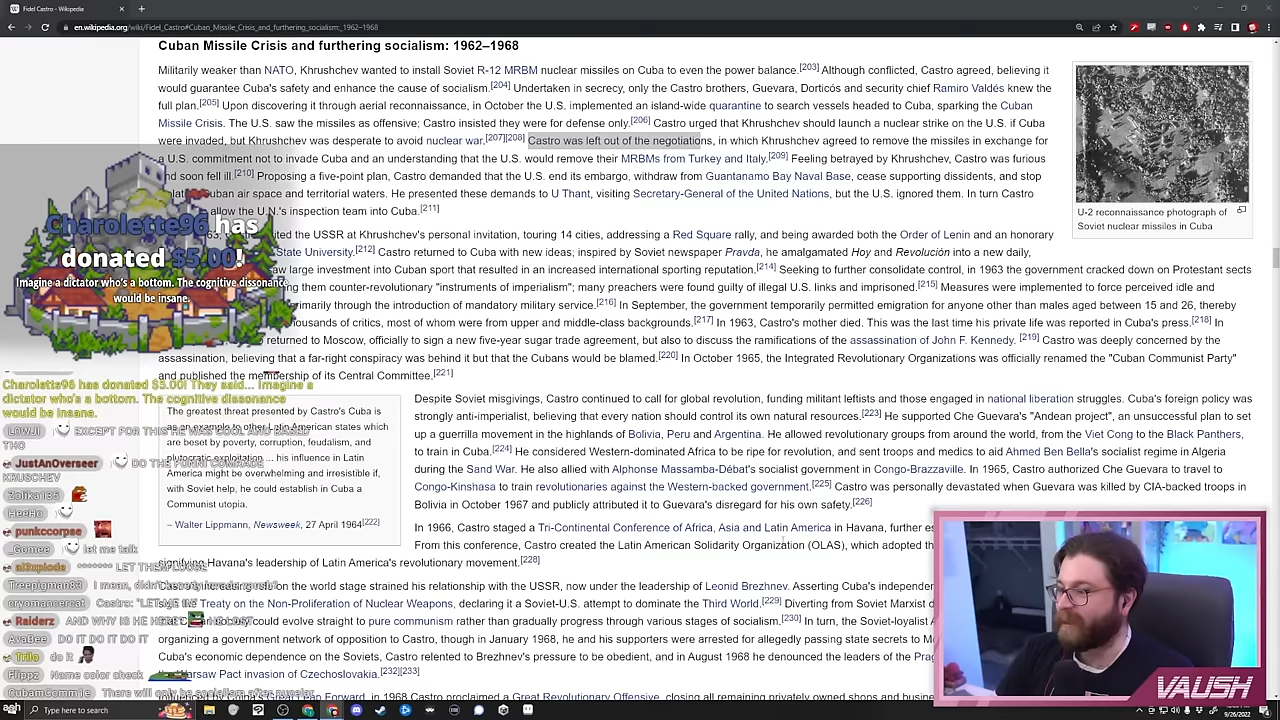 Fidel Castro - Wikipedia
en.wikipedia.org/wiki/Fidel_Castro#Cuban_Missile_Crisis_and_furthering_socialism:_1962–1968
Cuban Missile Crisis and furthering socialism: 1962–1968
Militarily weaker than NATO, Khrushchev wanted to install Soviet R-12 MRBM nuclear missiles on Cuba to even the power balance.[203] Although conflicted, Castro agreed, believing it
would guarantee Cuba's safety and enhance the cause of socialism.[204] Undertaken in secrecy, only the Castro brothers, Guevara, Dorticós and security chief Ramiro Valdés knew the
full plan.[205] Upon discovering it through aerial reconnaissance, in October the U.S. implemented an island-wide quarantine to search vessels headed to Cuba, sparking the Cuban
Missile Crisis. The U.S. saw the missiles as offensive; Castro insisted they were for defense only.[206] Castro urged that Khrushchev should launch a nuclear strike on the U.S. if Cuba
were invaded, but Khrushchev was desperate to avoid nuclear war.[207][208] Castro was left out of the negotiations, in which Khrushchev agreed to remove the missiles in exchange for
a U.S. commitment not to invade Cuba and an understanding that the U.S. would remove their MRBMs from Turkey and Italy.[209] Feeling betrayed by Khrushchev, Castro was furious
and soon fell ill.[210] Proposing a five-point plan, Castro demanded that the U.S. end its embargo, withdraw from Guantanamo Bay Naval Base, cease supporting dissidents, and stop
Cuban air space and territorial waters. He presented these demands to U Thant, visiting Secretary-General of the United Nations, but the U.S. ignored them. In turn Castro
allow the U.N.'s inspection team into Cuba.[211]
U-2 reconnaissance photograph of
Soviet nuclear missiles in Cuba
the USSR at Khrushchev's personal invitation, touring 14 cities, addressing a Red Square rally, and being awarded both the Order of Lenin and an honorary
State University.[212] Castro returned to Cuba with new ideas; inspired by Soviet newspaper Pravda, he amalgamated Hoy and Revolución into a new daily,
large investment into Cuban sport that resulted in an increased international sporting reputation.[214] Seeking to further consolidate control, in 1963 the government cracked down on Protestant sects
them counter-revolutionary "instruments of imperialism"; many preachers were found guilty of illegal U.S. links and imprisoned.[215] Measures were implemented to force perceived idle and
through the introduction of mandatory military service.[216] In September, the government temporarily permitted emigration for anyone other than males aged between 15 and 26, thereby
thousands of critics, most of whom were from upper and middle-class backgrounds.[217] In 1963, Castro's mother died. This was the last time his private life was reported in Cuba's press.[218] In
returned to Moscow, officially to sign a new five-year sugar trade agreement, but also to discuss the ramifications of the assassination of John F. Kennedy. [219] Castro was deeply concerned by the
assassination, believing that a far-right conspiracy was behind it but that the Cubans would be blamed.[220] In October 1965, the Integrated Revolutionary Organizations was officially renamed the "Cuban Communist Party"
and published the membership of its Central Committee.[221]
Charolette96 has
donated $5.00!
Imagine a dictator who's a bottom. The cognitive dissonance
would be insane.
Charolette96 has donated $5.00! They said... Imagine a
dictator who's a bottom. The cognitive dissonance
would be insane.
The greatest threat presented by Castro's Cuba is
as an example to other Latin American states which
are beset by poverty, corruption, feudalism, and
plutocratic exploitation ... his influence in Latin
America might be overwhelming and irresistible if,
with Soviet help, he could establish in Cuba a
Communist utopia.
– Walter Lippmann, Newsweek, 27 April 1964[222]
Despite Soviet misgivings, Castro continued to call for global revolution, funding militant leftists and those engaged in national liberation struggles. Cuba's foreign policy was
strongly anti-imperialist, believing that every nation should control its own natural resources.[223] He supported Che Guevara's "Andean project", an unsuccessful plan to set
up a guerrilla movement in the highlands of Bolivia, Peru and Argentina. He allowed revolutionary groups from around the world, from the Viet Cong to the Black Panthers,
to train in Cuba.[224] He considered Western-dominated Africa to be ripe for revolution, and sent troops and medics to aid Ahmed Ben Bella's socialist regime in Algeria
during the Sand War. He also allied with Alphonse Massamba-Débat's socialist government in Congo-Brazzaville. In 1965, Castro authorized Che Guevara to travel to
Congo-Kinshasa to train revolutionaries against the Western-backed government.[225] Castro was personally devastated when Guevara was killed by CIA-backed troops in
Bolivia in October 1967 and publicly attributed it to Guevara's disregard for his own safety.[226]
In 1966, Castro staged a Tri-Continental Conference of Africa, Asia and Latin America in Havana, further es
From this conference, Castro created the Latin American Solidarity Organization (OLAS), which adopted th
signifying Havana's leadership of Latin America's revolutionary movement.[228]
on the world stage strained his relationship with the USSR, now under the leadership of Leonid Brezhnev. Asserting Cuba's independen
Treaty on the Non-Proliferation of Nuclear Weapons, declaring it a Soviet-U.S. attempt to dominate the Third World.[229] Diverting from Soviet Marxist d
could evolve straight to pure communism rather than gradually progress through various stages of socialism.[230] In turn, the Soviet-loyalist A
organizing a government network of opposition to Castro, though in January 1968, he and his supporters were arrested for allegedly passing state secrets to M
Cuba's economic dependence on the Soviets, Castro relented to Brezhnev's pressure to be obedient, and in August 1968 he denounced the leaders of the Prag
Warsaw Pact invasion of Czechoslovakia.[232][233]
Forward, in 1968 Castro proclaimed a Great Revolutionary Offensive, closing all remaining privately owned shops and busine
LowJi EXCEPT FOR THIS HE WAS COOL AND BASED
THO
JustAnOverseer DO THE FUNNI COMRADE
KRUSCHEV
Zolika1351
HeeHo
punkccorpse
Gomee let me talk
LET THEM
Treepigman83 I mean, didn't
cryomancercat Castro: "LET ME IN"
Raiderz AND WHY IS HE
AvaBee DO IT DO IT DO IT
Trilo do it
Flippz Name color check
CubamCommie There will only be socialism after nuclear
VAUSH
Type here to search
9/26/2022